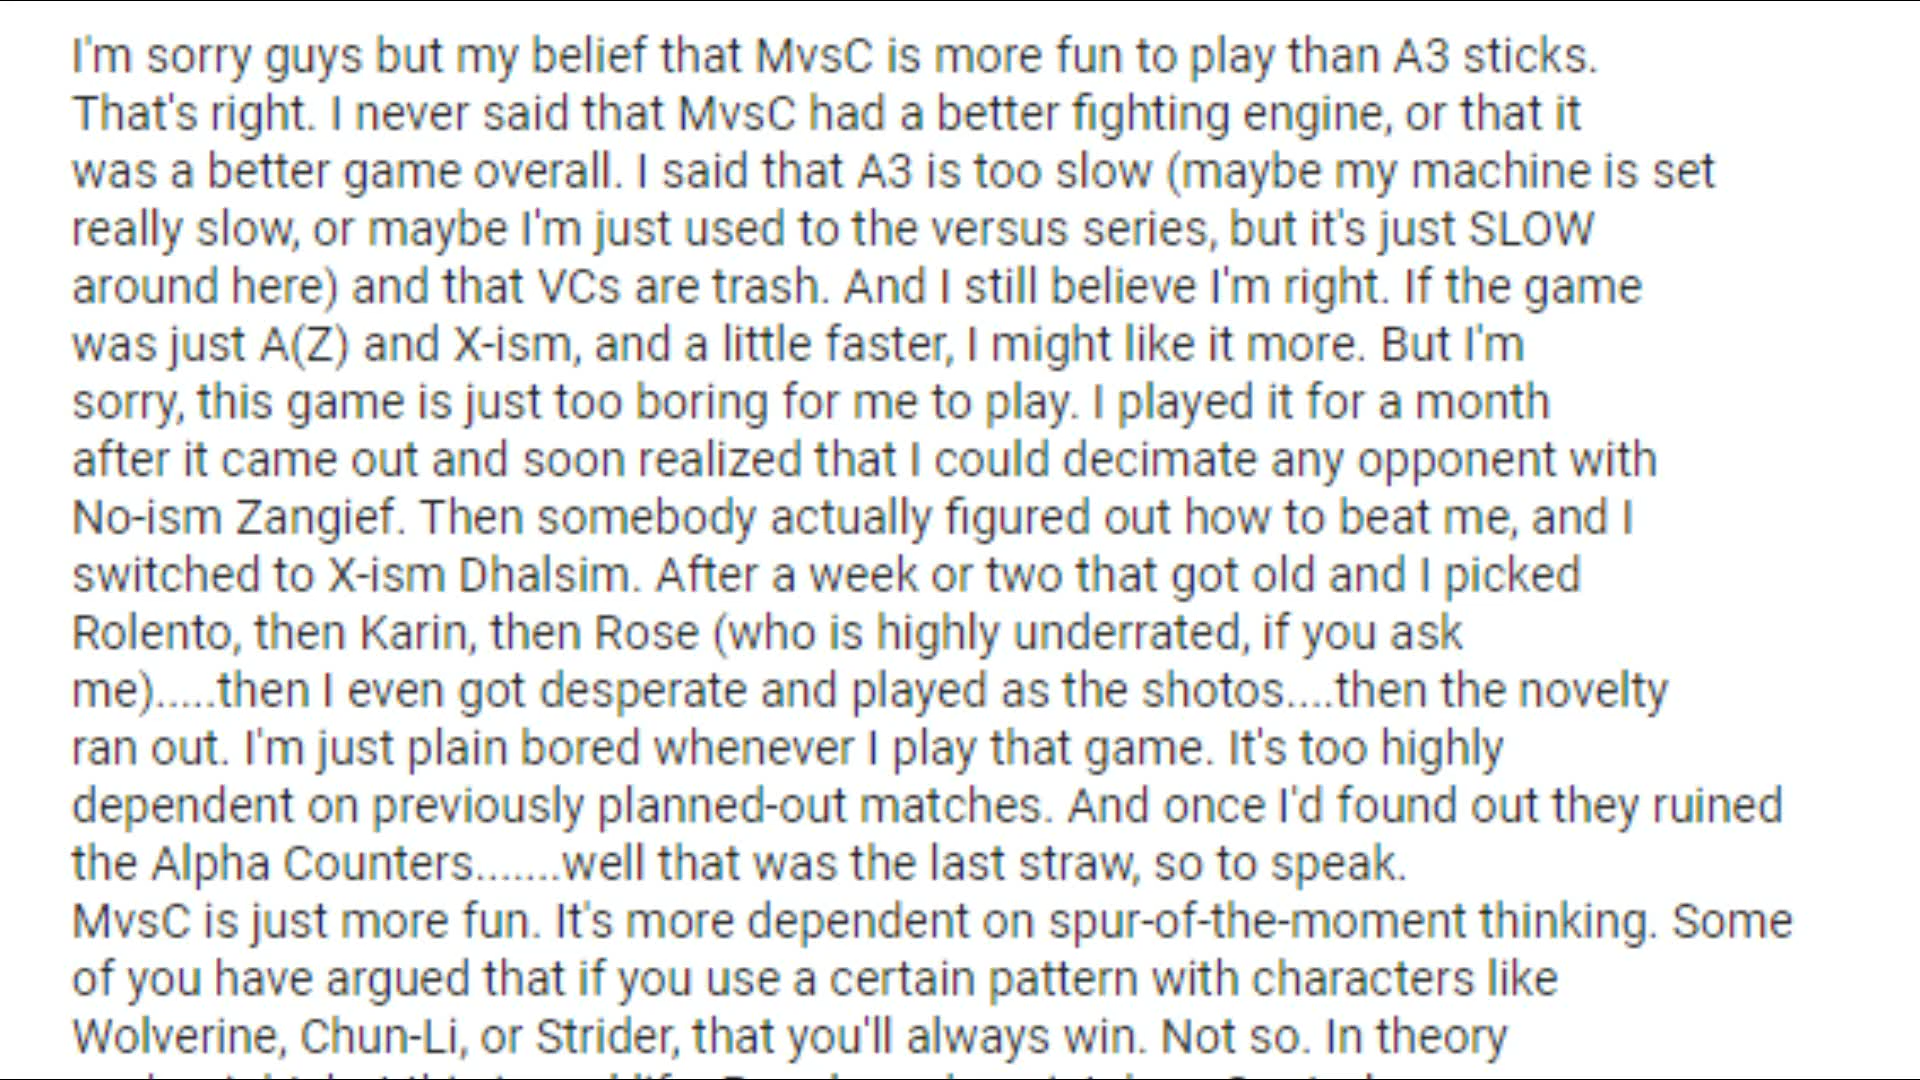 I'm sorry guys but my belief that MvsC is more fun to play than A3 sticks.
That's right. I never said that MvsC had a better fighting engine, or that it
was a better game overall. I said that A3 is too slow (maybe my machine is set
really slow, or maybe I'm just used to the versus series, but it's just SLOW
around here) and that VCs are trash. And I still believe I'm right. If the game
was just A(Z) and X-ism, and a little faster, I might like it more. But I'm
sorry, this game is just too boring for me to play. I played it for a month
after it came out and soon realized that I could decimate any opponent with
No-ism Zangief. Then somebody actually figured out how to beat me, and I
switched to X-ism Dhalsim. After a week or two that got old and I picked
Rolento, then Karin, then Rose (who is highly underrated, if you ask
me).....then I even got desperate and played as the shotos....then the novelty
ran out. I'm just plain bored whenever I play that game. It's too highly
dependent on previously planned-out matches. And once I'd found out they ruined
the Alpha Counters.......well that was the last straw, so to speak.
MvsC is just more fun. It's more dependent on spur-of-the-moment thinking. Some
of you have argued that if you use a certain pattern with characters like
Wolverine, Chun-Li, or Strider, that you'll always win. Not so. In theory